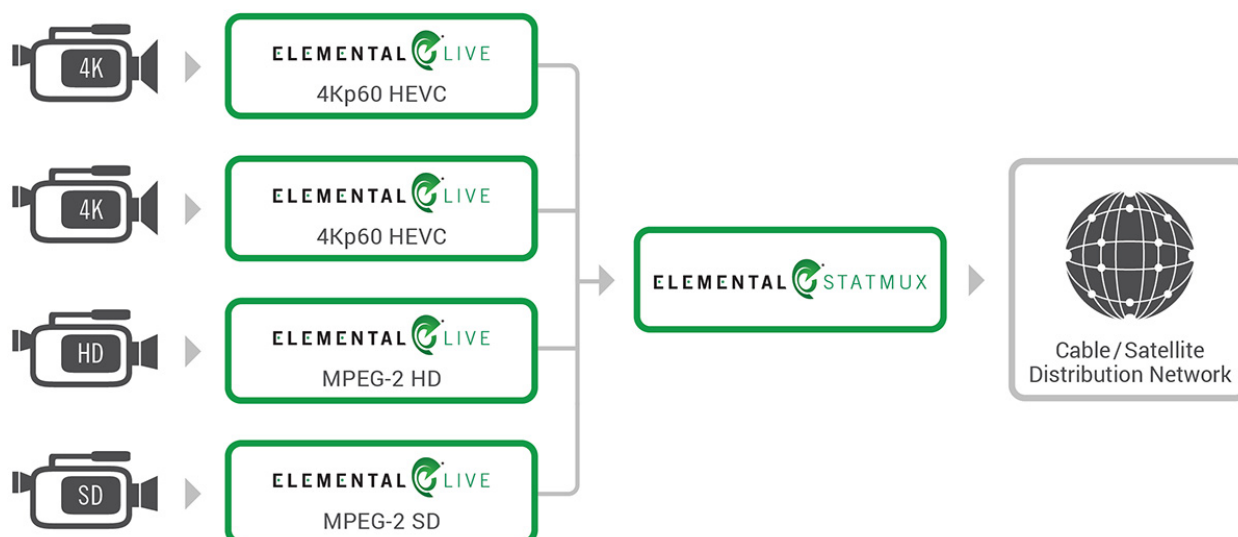 4K
ELEMENTAL LIVE
4Kp60 HEVC
4K
ELEMENTAL LIVE
4Kp60 HEVC
HD
ELEMENTAL LIVE
MPEG-2 HD
SD
ELEMENTAL LIVE
MPEG-2 SD
ELEMENTAL STATMUX
Cable/Satellite
Distribution Network